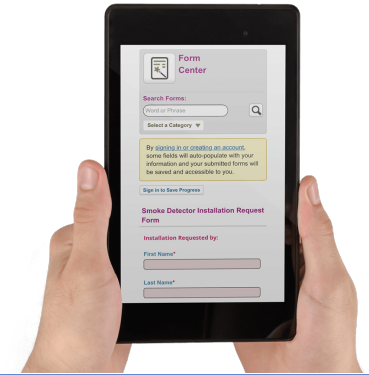 Form
Center
Search Forms:
Word or Phrase
Select a Category ▼
By signing in or creating an account,
some fields will auto-populate with your
information and your submitted forms will
be saved and accessible to you.
Sign in to Save Progress
Smoke Detector Installation Request
Form
Installation Requested by:
First Name*
Last Name*